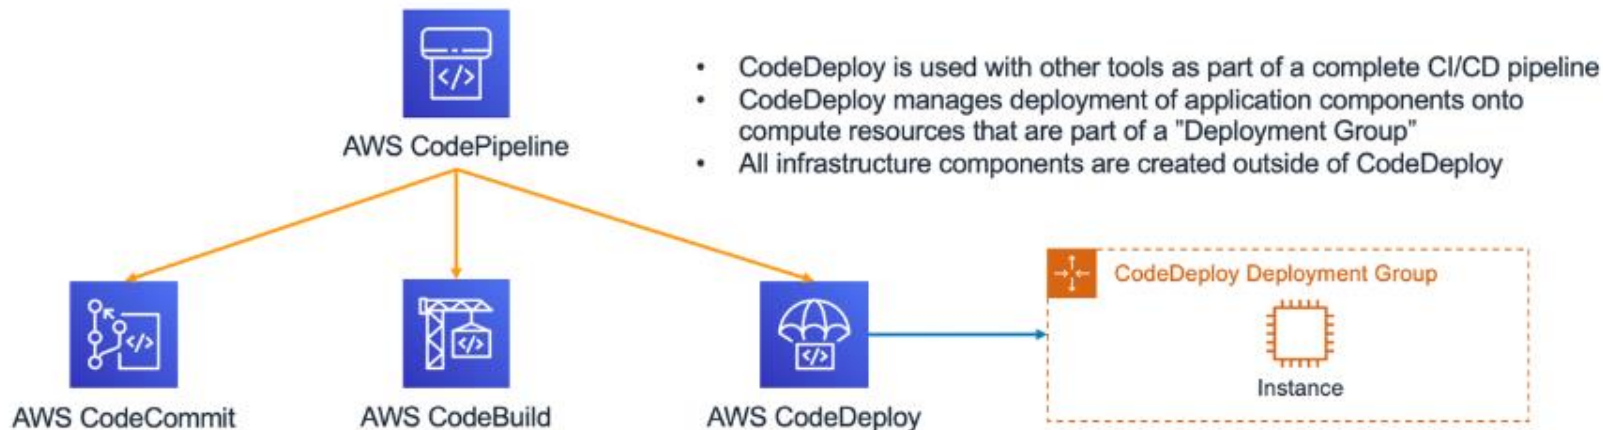 • CodeDeploy is used with other tools as part of a complete CI/CD pipeline
• CodeDeploy manages deployment of application components onto
compute resources that are part of a "Deployment Group”
• All infrastructure components are created outside of CodeDeploy
</>
AWS CodePipeline
CodeDeploy Deployment Group
</>
</>
</>
Instance
AWS CodeCommit
AWS CodeBuild
AWS CodeDeploy